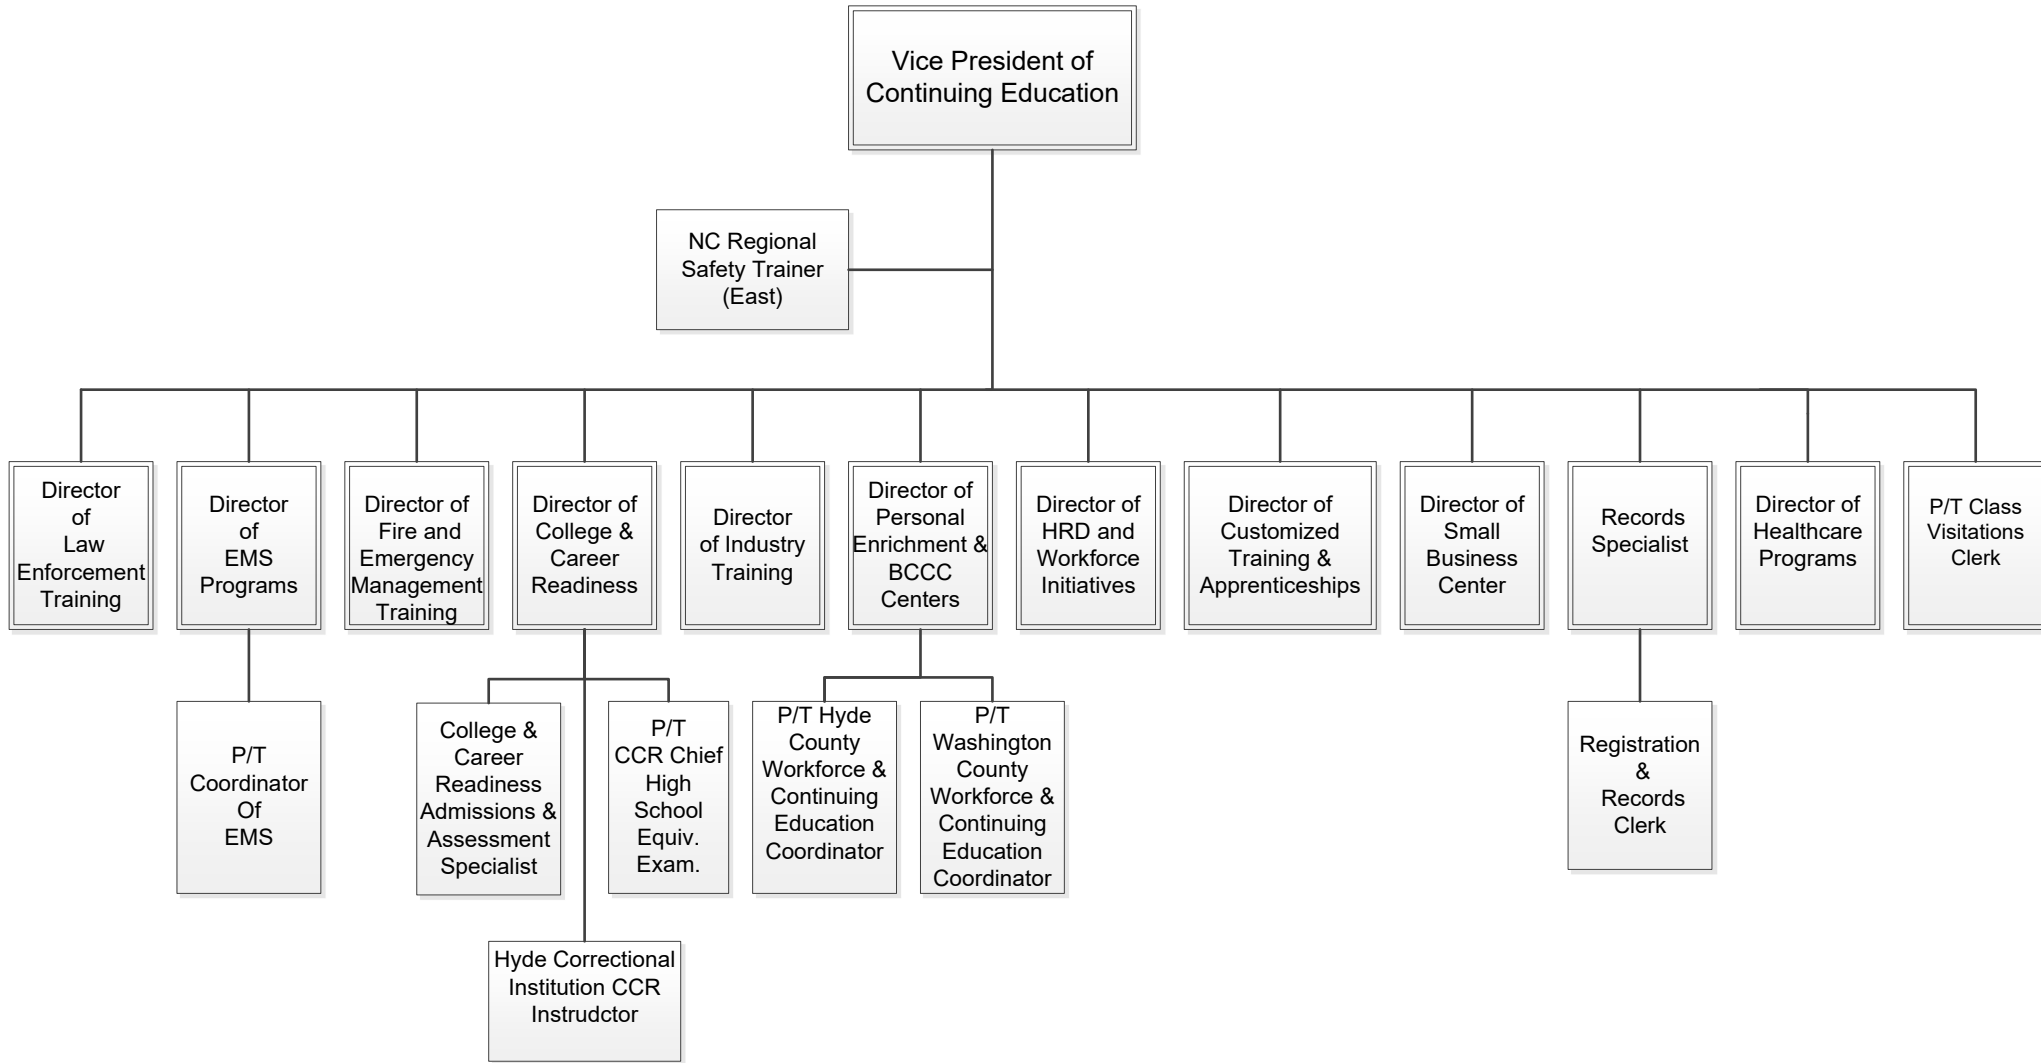 Vice President of
Continuing Education
NC Regional
Safety Trainer
(East)
Director
of
Law
Enforcement
Training
Director
of
EMS
Programs
Director of
Fire and
Emergency
Management
Training
Director of
College &
Career
Readiness
Director
of Industry
Training
Director of
Personal
Enrichment &
BCCC
Centers
Director of
HRD and
Workforce
Initiatives
Director of
Customized
Training &
Apprenticeships
Director of
Small
Business
Center
Records
Specialist
Director of
Healthcare
Programs
P/T Class
Visitations
Clerk
P/T
Coordinator
Of
EMS
College &
Career
Readiness
Admissions &
Assessment
Specialist
P/T
CCR Chief
High
School
Equiv.
Exam.
P/T Hyde
County
Workforce &
Continuing
Education
Coordinator
P/T
Washington
County
Workforce &
Continuing
Education
Coordinator
Registration
&
Records
Clerk
Hyde Correctional
Institution CCR
Instrudctor